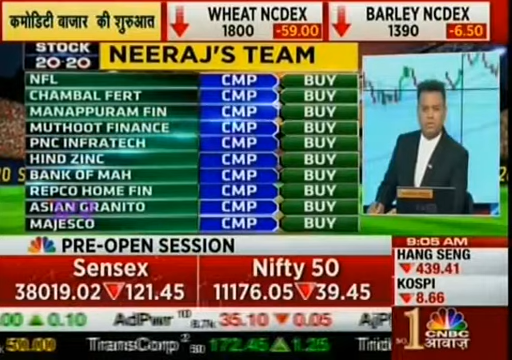 कमोडिटी बाजार की शुरुआत
WHEAT NCDEX
1800 -59.00
BARLEY NCDEX
1390 -6.50
STOCK
20-20
NEERAJ'S TEAM
NFL CMP BUY
CHAMBAL FERT CMP BUY
MANAPPURAM FIN CMP BUY
MUTHOOT FINANCE CMP BUY
PNC INFRATECH CMP BUY
HIND ZINC CMP BUY
BANK OF MAH CMP BUY
REPCO HOME FIN CMP BUY
ASIAN GRANITO CMP BUY
MAJESCO CMP BUY
PRE-OPEN SESSION
9:05 AM
Sensex
38019.02 121.45
Nifty 50
11176.05 39.45
HANG SENG
439.41
KOSPI
8.66
00 0.10 AdPwr 35.10 0.05
50.00 TransCorp 172.45 1.25
NO. 1 CNBC
आवाज़